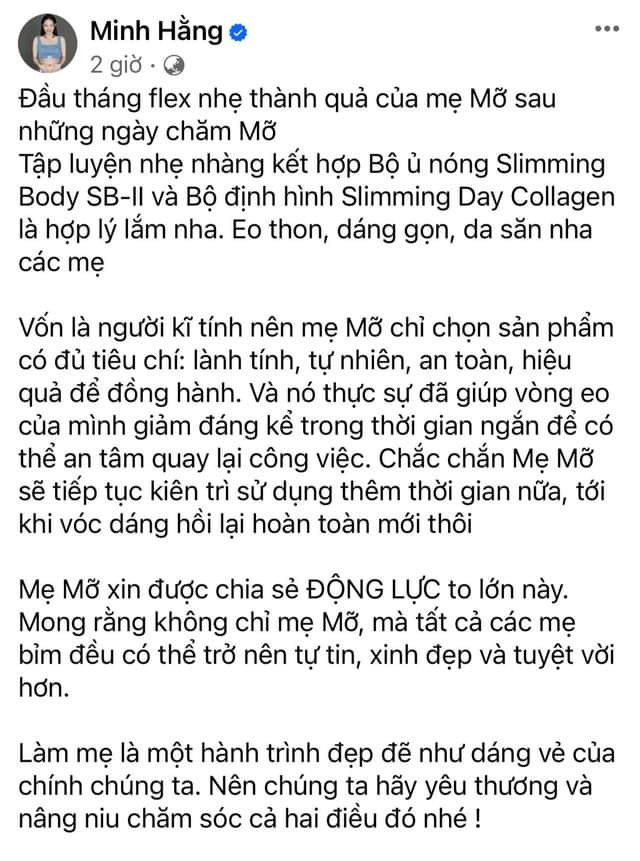 Minh Hằng
2 giờ ·
Đầu tháng flex nhẹ thành quả của mẹ Mỡ sau
những ngày chăm Mỡ
Tập luyện nhẹ nhàng kết hợp Bộ ủ nóng Slimming
Body SB-II và Bộ định hình Slimming Day Collagen
là hợp lý lắm nha. Eo thon, dáng gọn, da săn nha
các mẹ

Vốn là người kĩ tính nên mẹ Mỡ chỉ chọn sản phẩm
có đủ tiêu chí: lành tính, tự nhiên, an toàn, hiệu
quả để đồng hành. Và nó thực sự đã giúp vòng eo
của mình giảm đáng kể trong thời gian ngắn để có
thể an tâm quay lại công việc. Chắc chắn Mẹ Mỡ
sẽ tiếp tục kiên trì sử dụng thêm thời gian nữa, tới
khi vóc dáng hồi lại hoàn toàn mới thôi

Mẹ Mỡ xin được chia sẻ ĐỘNG LỰC to lớn này.
Mong rằng không chỉ mẹ Mỡ, mà tất cả các mẹ
bỉm đều có thể trở nên tự tin, xinh đẹp và tuyệt vời
hơn.

Làm mẹ là một hành trình đẹp đẽ như dáng vẻ của
chính chúng ta. Nên chúng ta hãy yêu thương và
nâng niu chăm sóc cả hai điều đó nhé !